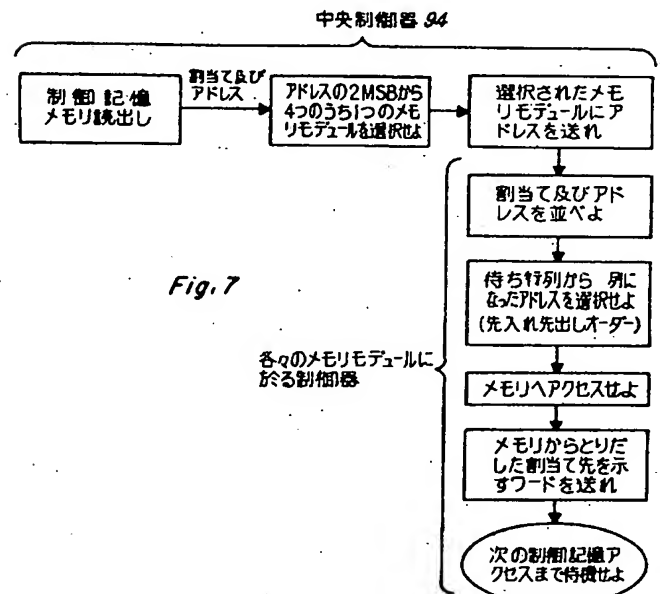 中央制御器 94
制御記憶
メモリ読出し
割当て及び
アドレス
アドレスの2MSBから
4つのうち1つのメモ
リモデュールを選択せよ
選択されたメモ
リモデュールにア
ドレスを送れ
割当て及びアド
レスを並べよ
Fig. 7
待ち行列から 列に
なったアドレスを選択せよ
(先入れ先出しオーダー)
各々のメモリモデュールに
於る制御器
メモリへアクセスせよ
メモリからとりだ
した割当て先を示
すワードを送れ
次の制御記憶ア
クセスまで待機せよ